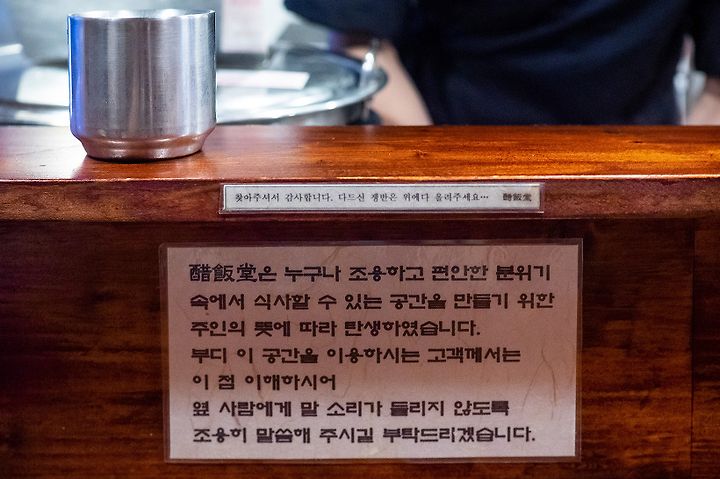 찾아주셔서 감사합니다. 다드신 쟁반은 위에다 올려주세요… 醋飯堂
醋飯堂은 누구나 조용하고 편안한 분위기
속에서 식사할 수 있는 공간을 만들기 위한
주인의 뜻에 따라 탄생하였습니다.
부디 이 공간을 이용하시는 고객께서는
이 점 이해하시어
옆 사람에게 말 소리가 들리지 않도록
조용히 말씀해 주시길 부탁드리겠습니다.